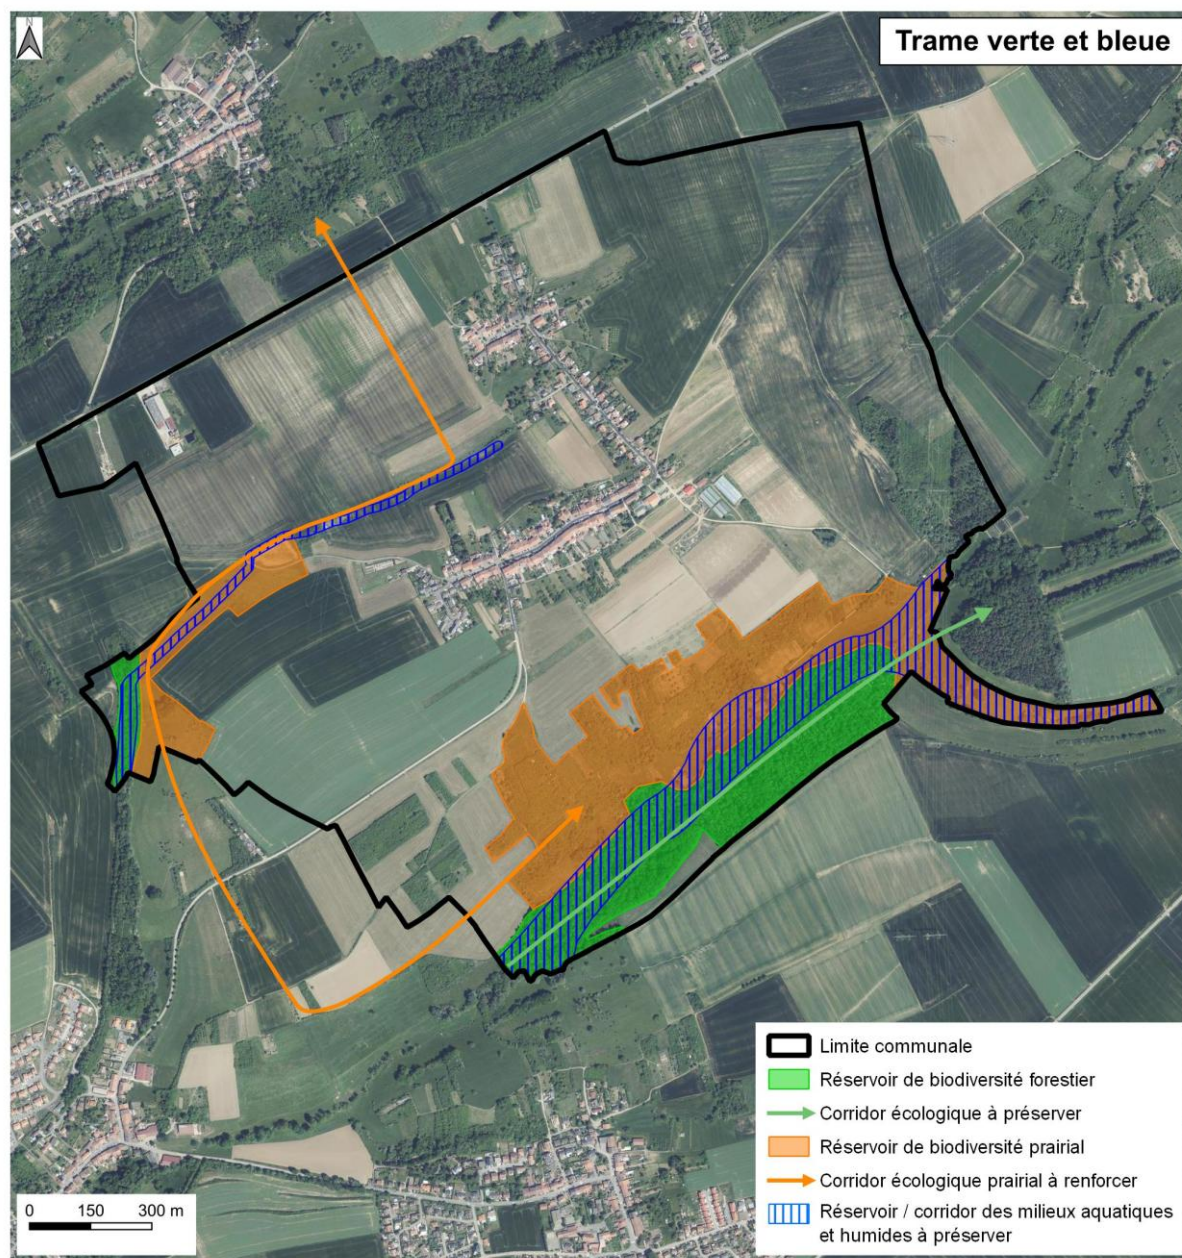 N
Trame verte et bleue
Limite communale
Réservoir de biodiversité forestier
Corridor écologique à préserver
Réservoir de biodiversité prairial
Corridor écologique prairial à renforcer
Réservoir / corridor des milieux aquatiques
et humides à préserver
0 150 300 m